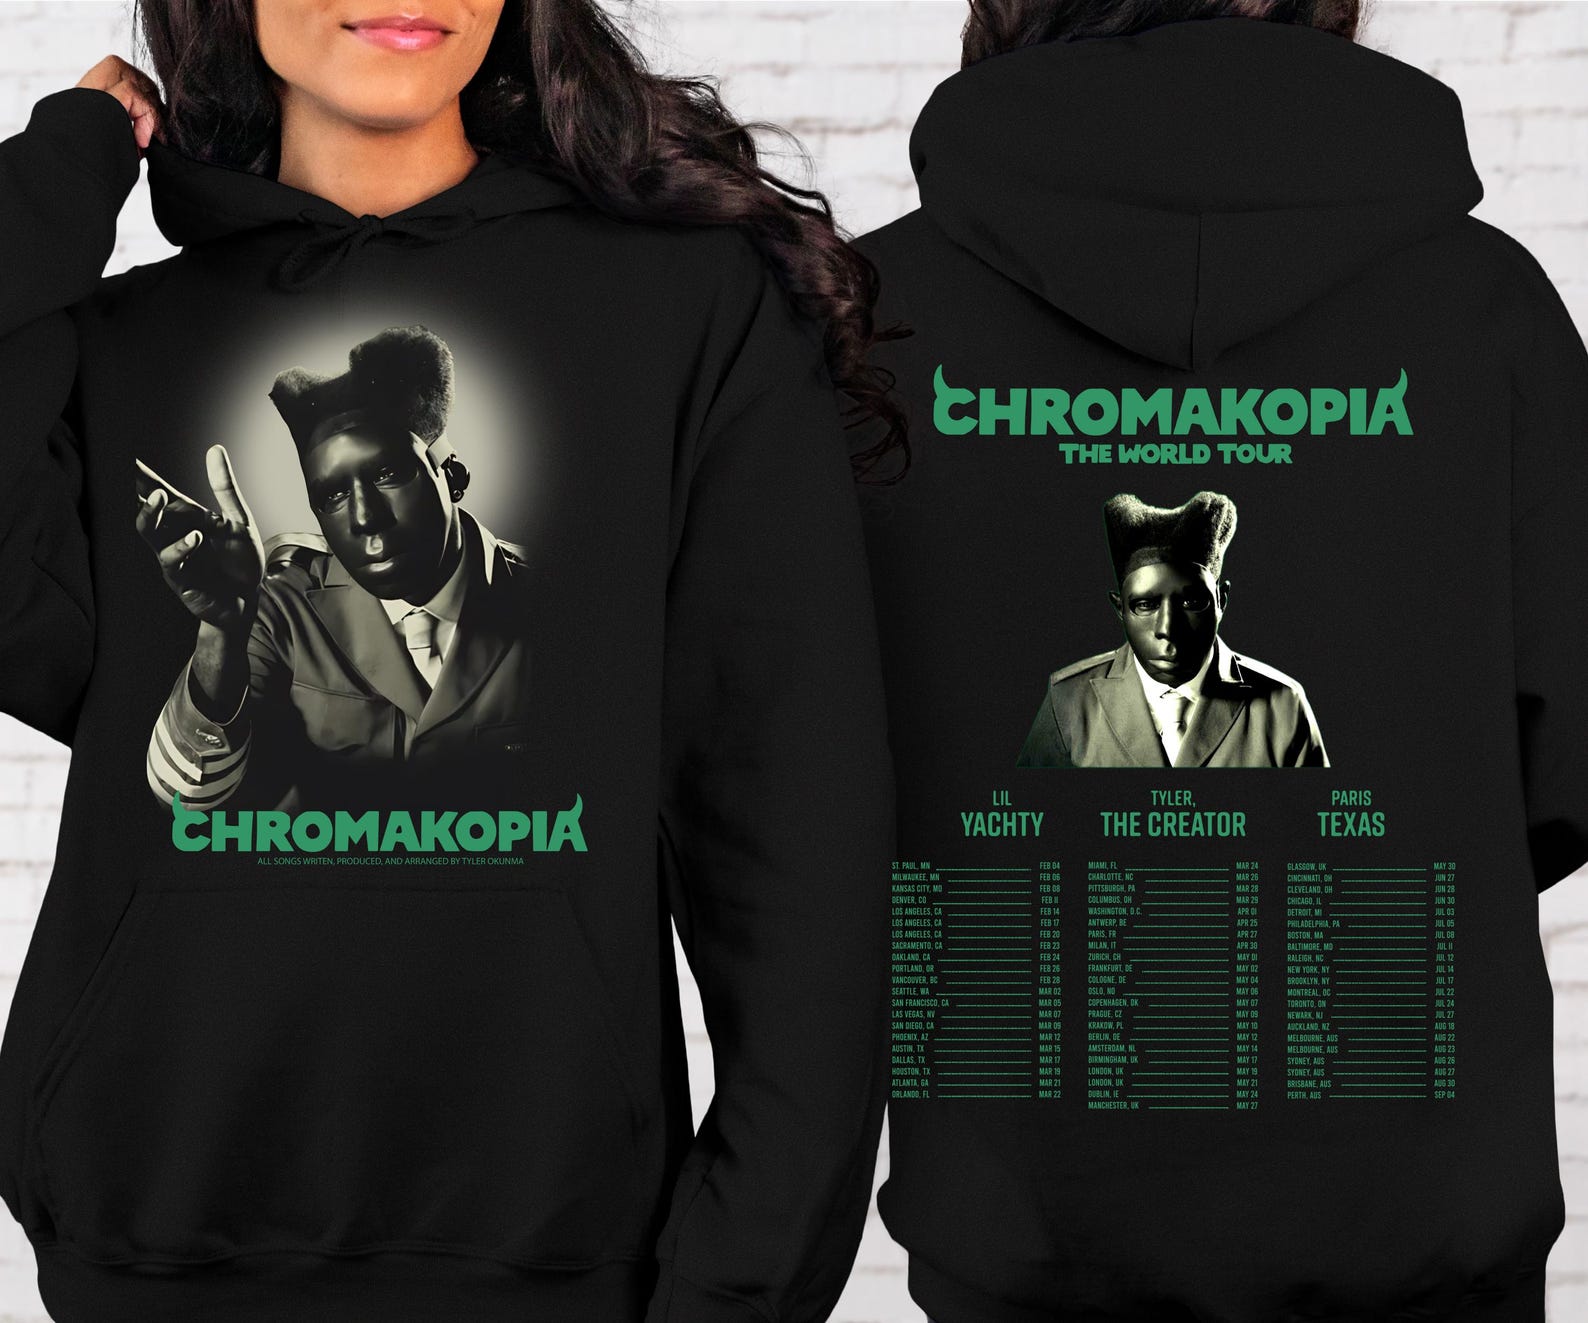 CHROMAKOPIA
ALL SONGS WRITEN, PRODUCED, AND ARRANGED BY TYLER OKUNMA
CHROMAKOPIA
THE WORLD TOUR
LIL
YACHTY
TYLER,
THE CREATOR
PARIS
TEXAS
ST. PAUL, MN FEB 04
MILWAUKEE, MN FEB 06
KANSAS CITY, MO FEB 08
DENVER, CO FEB 11
LOS ANGELES, CA FEB 14
LOS ANGELES, CA FEB 17
LOS ANGELES, CA FEB 20
SACRAMENTO, CA FEB 23
OAKLAND, CA FEB 24
PORTLAND, OR FEB 26
VANCOUVER, BC FEB 28
SEATTLE, WA MAR 02
SAN FRANCISCO, CA MAR 05
LAS VEGAS, NV MAR 07
SAN DIEGO, CA MAR 09
PHOENIX, AZ MAR 12
AUSTIN, TX MAR 15
DALLAS, TX MAR 17
HOUSTON, TX MAR 19
ATLANTA, GA MAR 21
ORLANDO, FL MAR 22
MIAMI, FL MAR 24
CHARLOTTE, NC MAR 26
PITTSBURGH, PA MAR 28
COLUMBUS, OH MAR 29
WASHINGTON, D.C. APR 01
ANTWERP, BE APR 25
PARIS, FR APR 27
MILAN, IT APR 30
ZURICH, CH MAY 01
FRANKFURT, DE MAY 02
COLOGNE, DE MAY 04
OSLO, NO MAY 06
COPENHAGEN, DK MAY 07
PRAGUE, CZ MAY 09
KRAKOW, PL MAY 10
BERLIN, DE MAY 12
AMSTERDAM, NL MAY 14
BIRMINGHAM, UK MAY 17
LONDON, UK MAY 19
LONDON, UK MAY 21
DUBLIN, IE MAY 24
MANCHESTER, UK MAY 27
GLASGOW, UK MAY 30
CINCINNATI, OH JUN 27
CLEVELAND, OH JUN 28
CHICAGO, IL JUN 30
DETROIT, MI JUL 03
PHILADELPHIA, PA JUL 05
BOSTON, MA JUL 08
BALTIMORE, MD JUL 11
RALEIGH, NC JUL 12
NEW YORK, NY JUL 14
BROOKLYN, NY JUL 17
MONTREAL, QC JUL 22
TORONTO, ON JUL 24
NEWARK, NJ JUL 27
AUCKLAND, NZ AUG 18
MELBOURNE, AUS AUG 22
MELBOURNE, AUS AUG 23
SYDNEY, AUS AUG 26
SYDNEY, AUS AUG 27
BRISBANE, AUS AUG 30
PERTH, AUS SEP 04